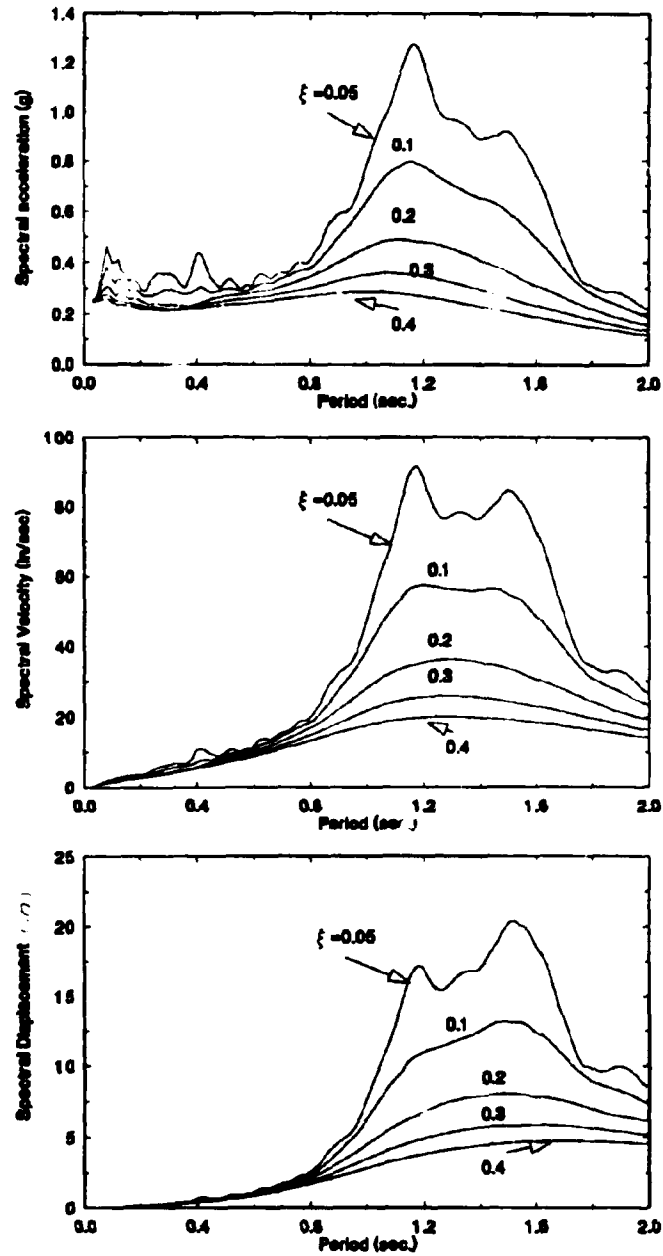 Spectral acceleration (g)
1.4
1.2
1.0
0.8
0.6
0.4
0.2
0.0
ξ =0.05
0.1
0.2
0.3
0.4
0.0 0.4 0.8 1.2 1.6 2.0
Period (sec.)
Spectral Velocity (in/sec)
100
80
60
40
20
0
ξ =0.05
0.1
0.2
0.3
0.4
0.0 0.4 0.8 1.2 1.6 2.0
Period (sec.)
Spectral Displacement
25
20
15
10
5
0
ξ =0.05
0.1
0.2
0.3
0.4
0.0 0.4 0.8 1.2 1.6 2.0
Period (sec.)